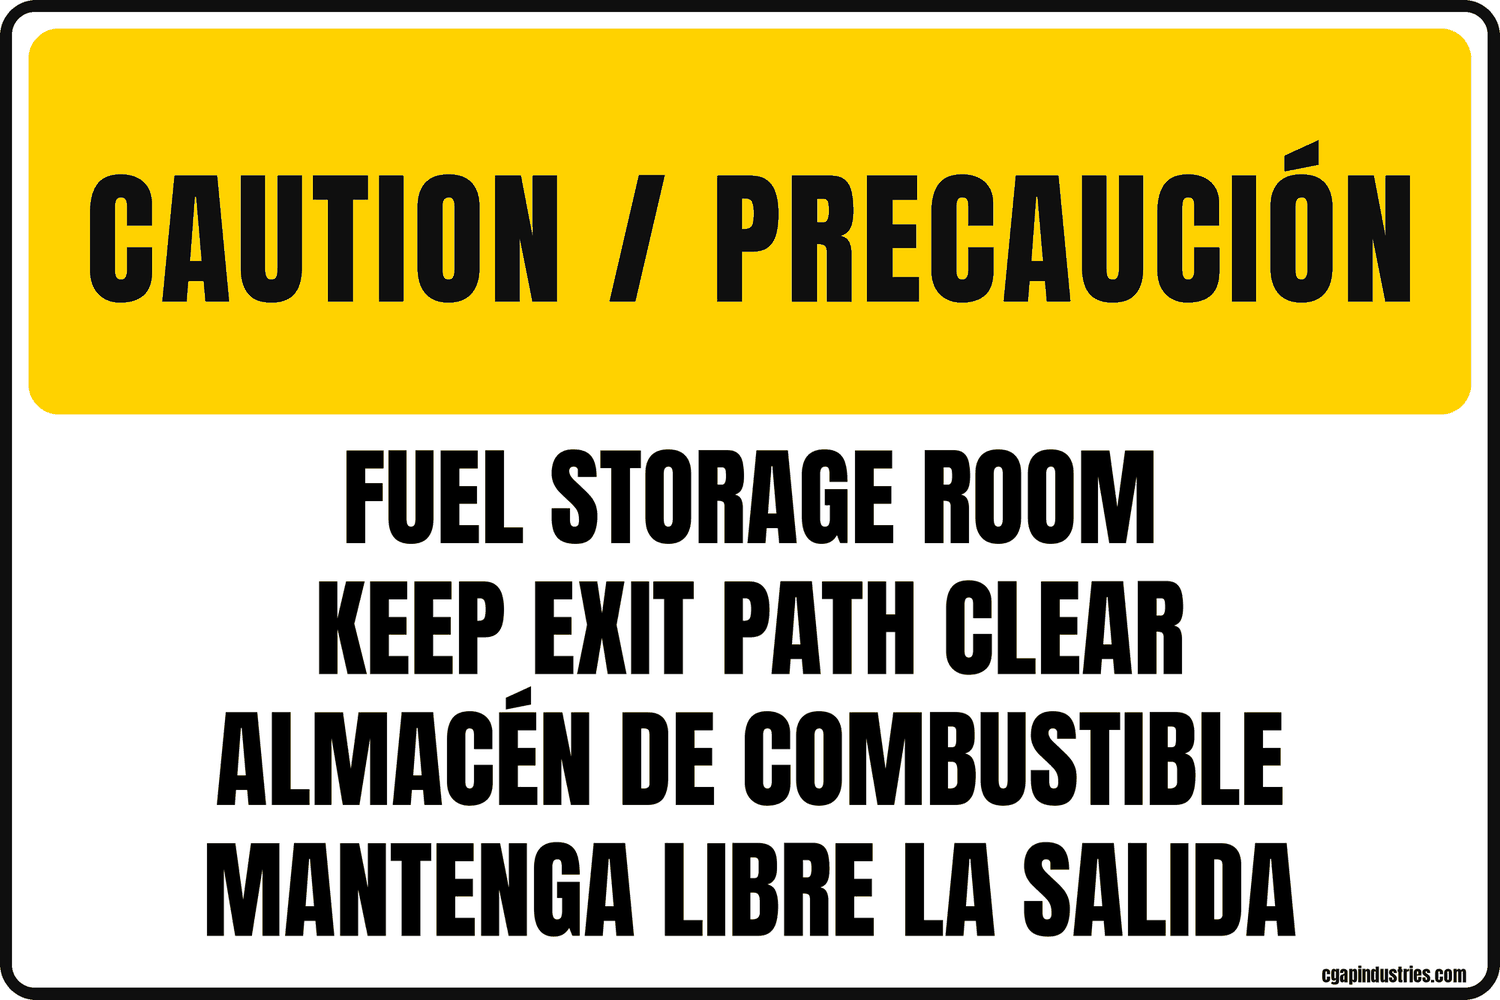 CAUTION / PRECAUCIÓN
FUEL STORAGE ROOM
KEEP EXIT PATH CLEAR
ALMACÉN DE COMBUSTIBLE
MANTENGA LIBRE LA SALIDA
cgapindustries.com